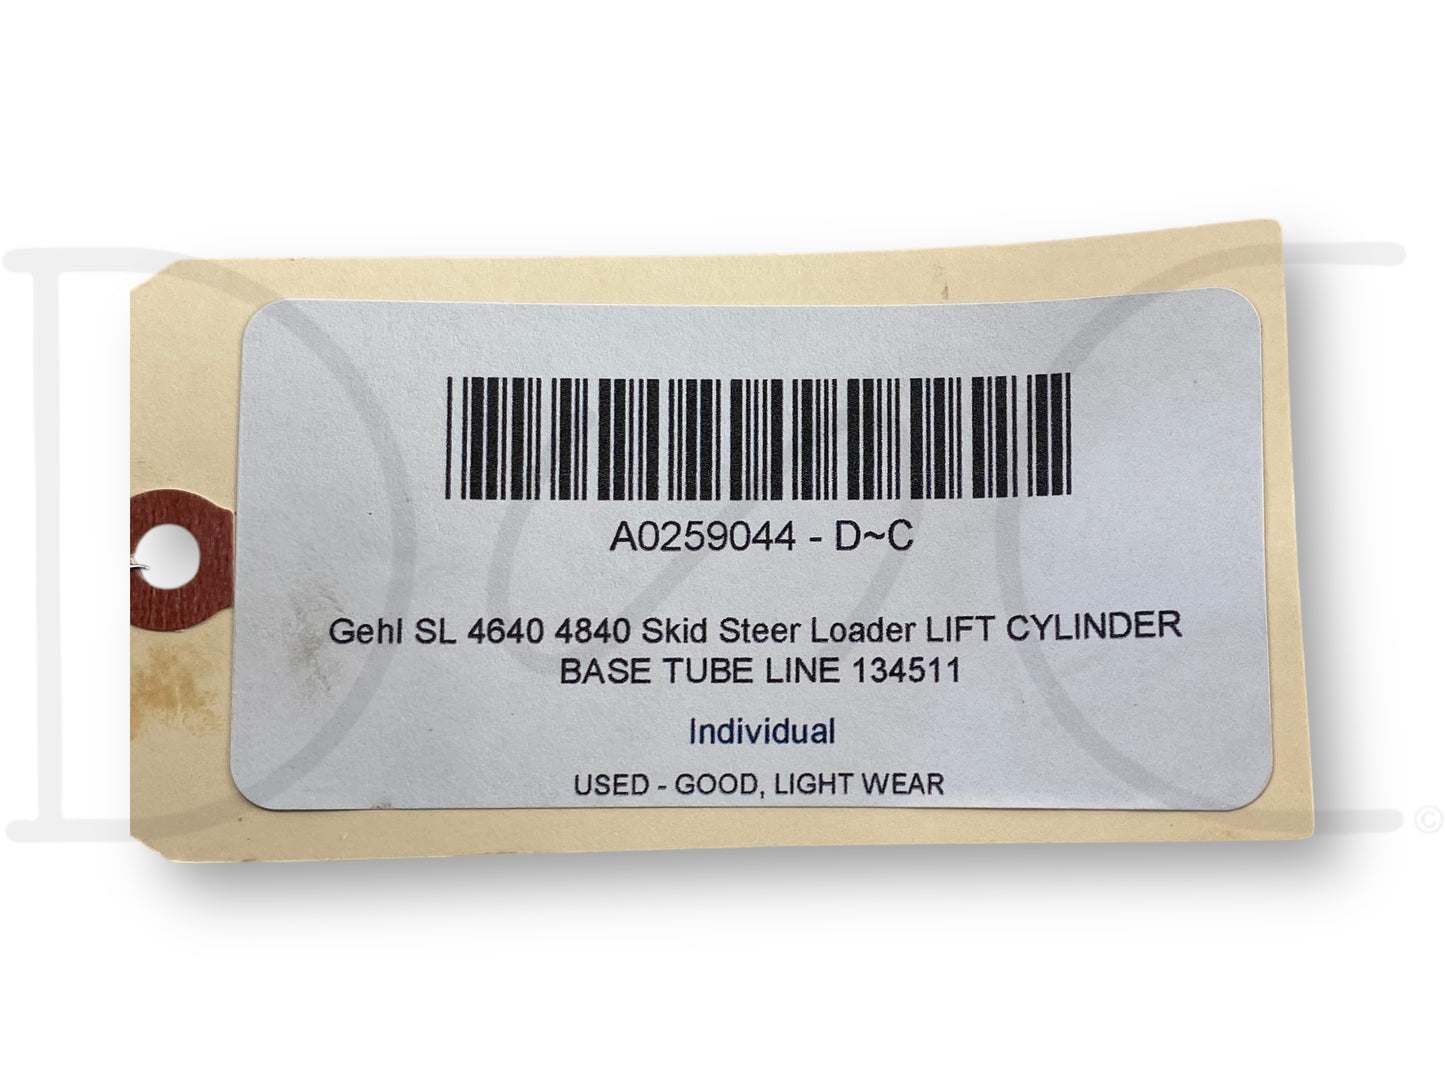 A0259044 - D~C
Gehl SL 4640 4840 Skid Steer Loader LIFT CYLINDER
BASE TUBE LINE 134511
Individual
USED - GOOD, LIGHT WEAR
D~C
©